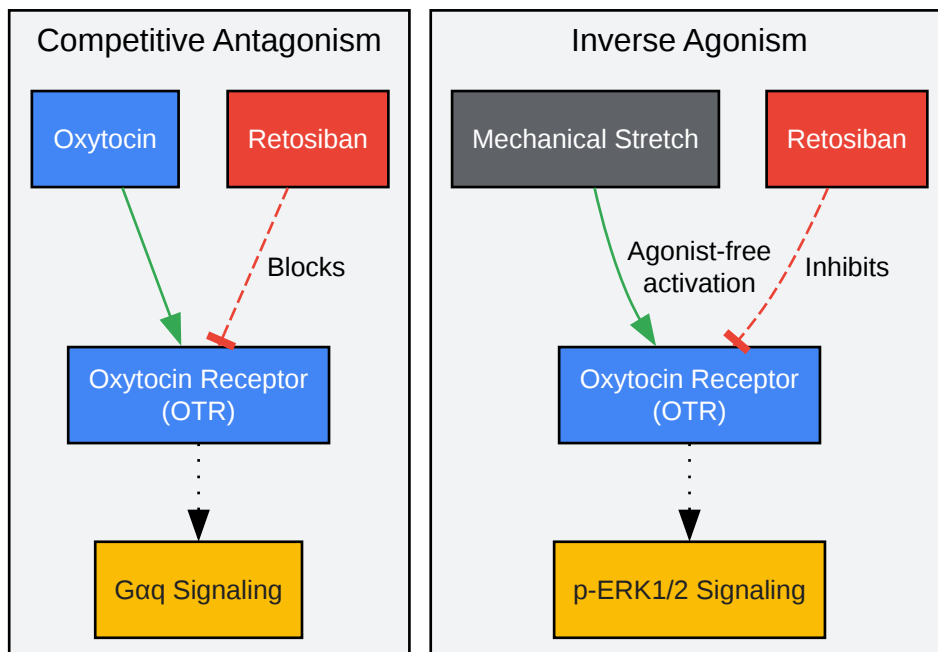 Competitive Antagonism
Oxytocin
Retosiban
Blocks
Oxytocin Receptor
(OTR)
Gαq Signaling
Inverse Agonism
Mechanical Stretch
Retosiban
Agonist-free
activation
Inhibits
Oxytocin Receptor
(OTR)
p-ERK1/2 Signaling